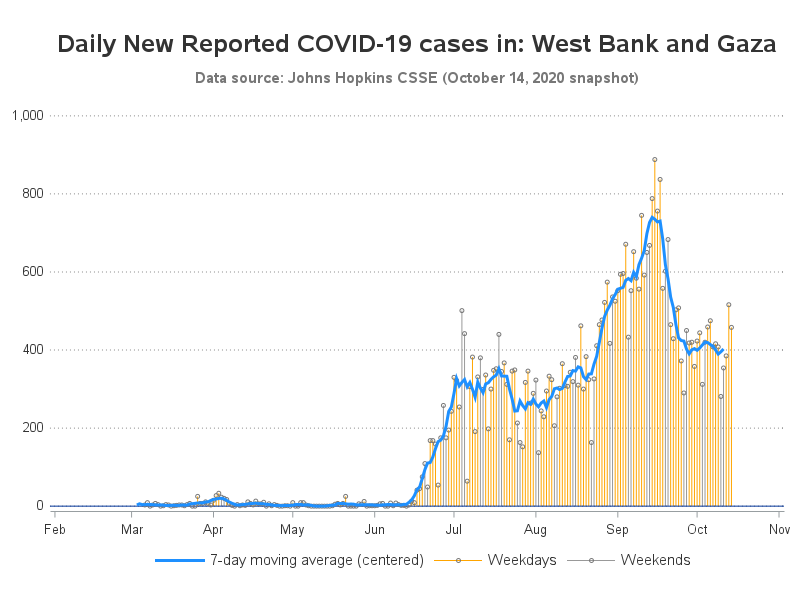 Daily New Reported COVID-19 cases in: West Bank and Gaza
Data source: Johns Hopkins CSSE (October 14, 2020 snapshot)
1,000
800
600
400
200
0
Feb Mar Apr May Jun Jul Aug Sep Oct Nov
7-day moving average (centered) Weekdays Weekends